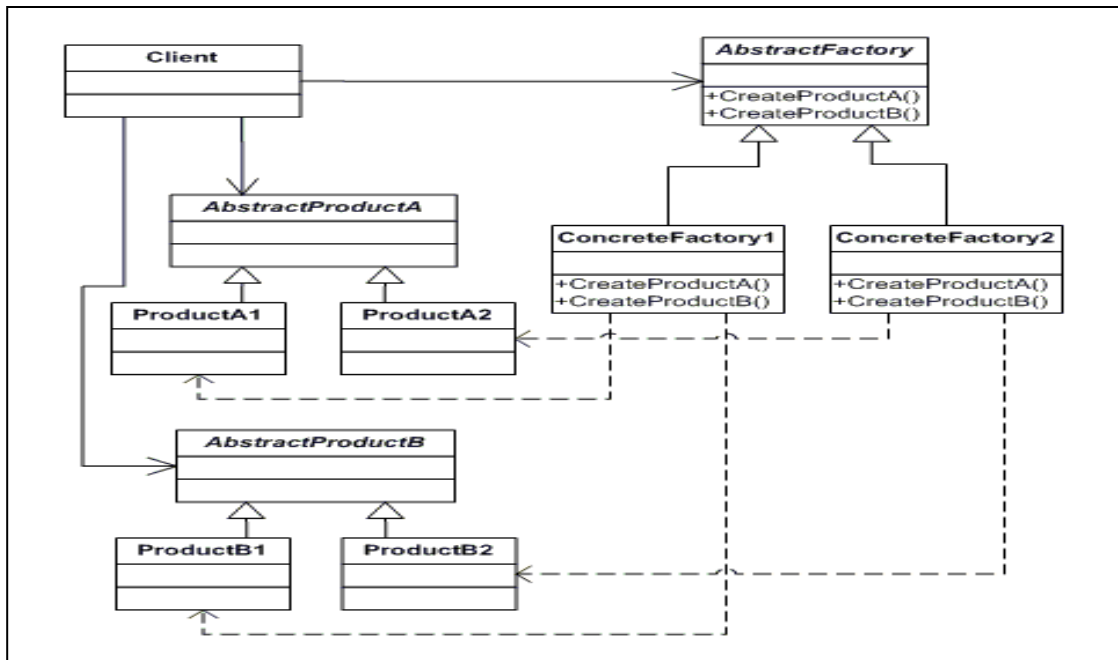 Client
AbstractFactory
+CreateProductA()
+CreateProductB()
AbstractProductA
ConcreteFactory1
+CreateProductA()
+CreateProductB()
ConcreteFactory2
+CreateProductA()
+CreateProductB()
ProductA1
ProductA2
AbstractProductB
ProductB1
ProductB2